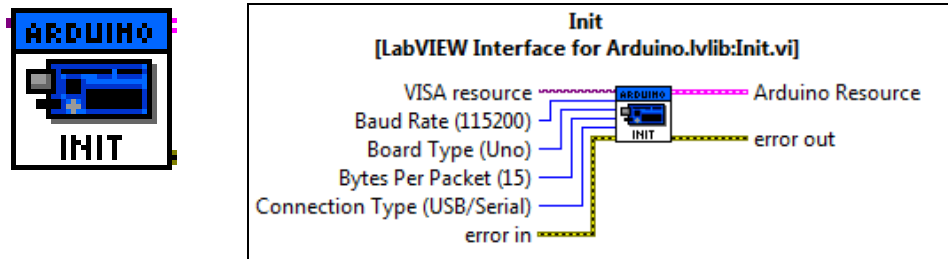 ARDUINO
INIT
Init
[LabVIEW Interface for Arduino.lvlib:Init.vi]
VISA resource
Baud Rate (115200)
Board Type (Uno)
Bytes Per Packet (15)
Connection Type (USB/Serial)
error in
ARDUINO
INIT
Arduino Resource
error out